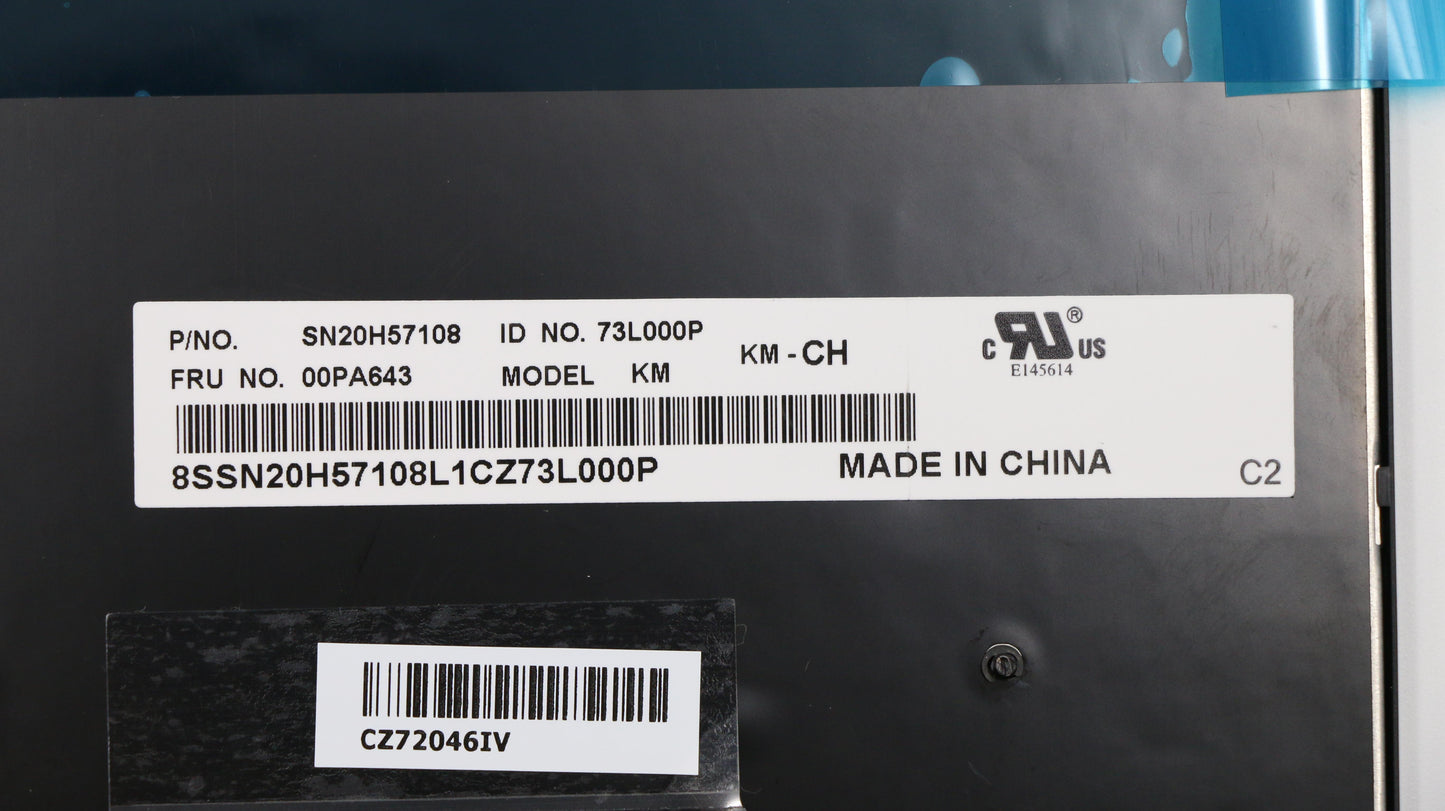 P/NO. SN20H57108 ID NO. 73L000P
FRU NO. 00PA643 MODEL KM
KM - CH
C RU ® US
E145614
8SSN20H57108L1CZ73L000P
MADE IN CHINA
C2
CZ72046IV